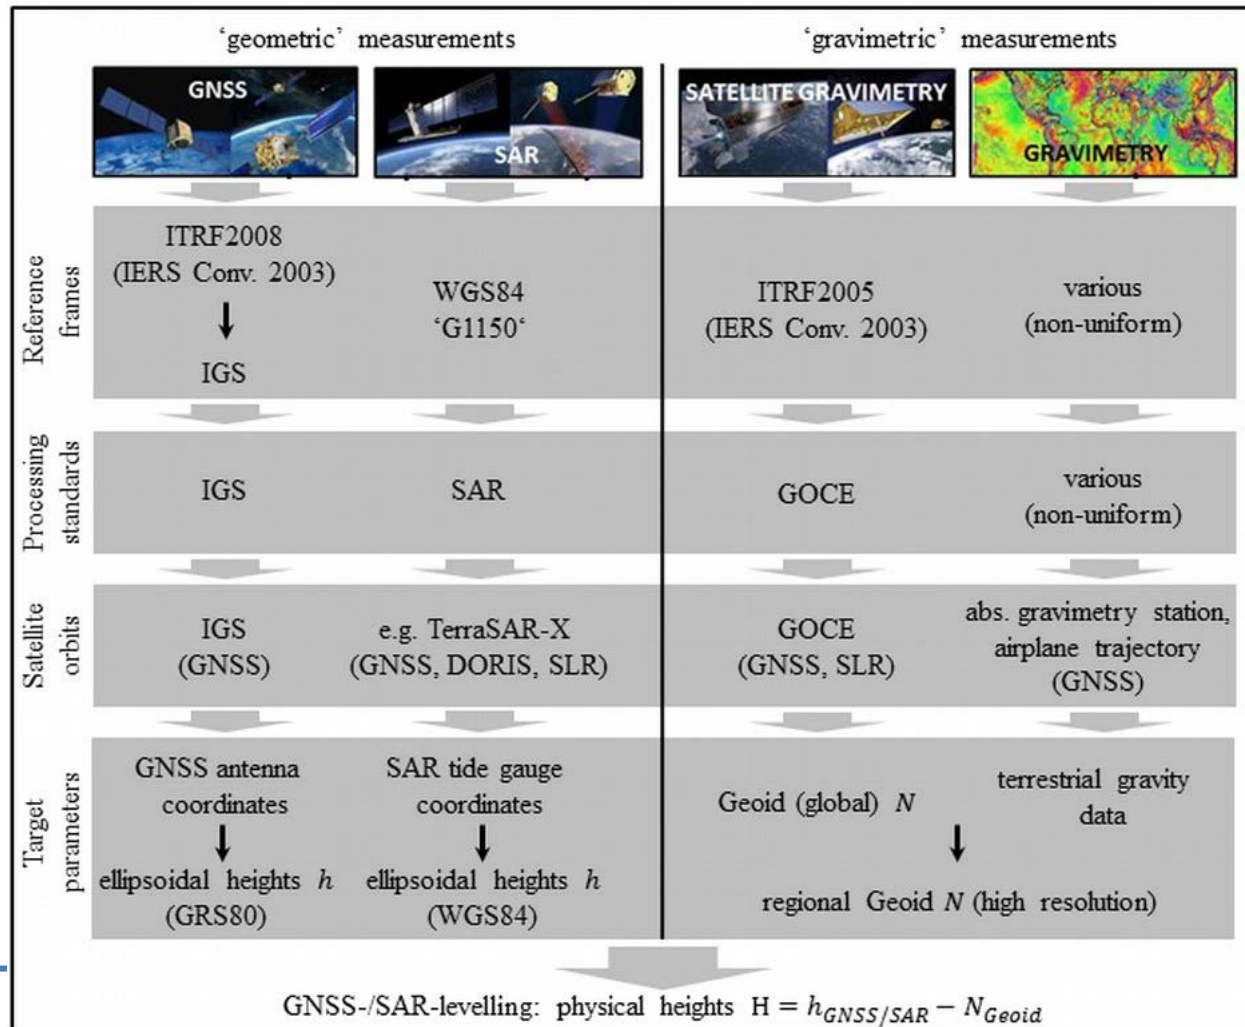 ‘geometric’ measurements
‘gravimetric’ measurements
GNSS
SAR
SATELLITE GRAVIMETRY
GRAVIMETRY
Reference
frames
ITRF2008
(IERS Conv. 2003)
IGS
WGS84
‘G1150‘
ITRF2005
(IERS Conv. 2003)
various
(non-uniform)
Processing
standards
IGS
SAR
GOCE
various
(non-uniform)
Satellite
orbits
IGS
(GNSS)
e.g. TerraSAR-X
(GNSS, DORIS, SLR)
GOCE
(GNSS, SLR)
abs. gravimetry station,
airplane trajectory
(GNSS)
Target
parameters
GNSS antenna
coordinates
ellipsoidal heights h
(GRS80)
SAR tide gauge
coordinates
ellipsoidal heights h
(WGS84)
Geoid (global) N
terrestrial gravity
data
regional Geoid N (high resolution)
GNSS-/SAR-levelling: physical heights H = h_{GNSS/SAR} − N_{Geoid}